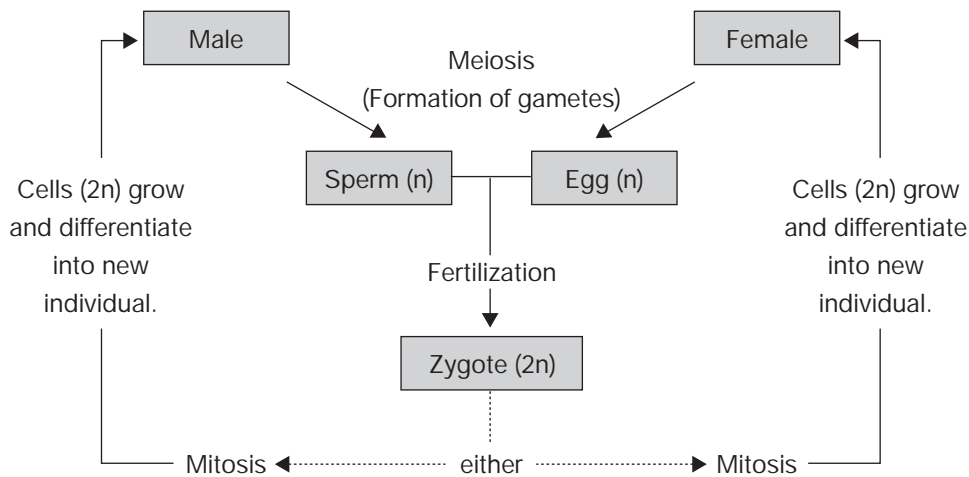 Male
Female
Meiosis
(Formation of gametes)
Sperm (n)
Egg (n)
Cells (2n) grow
and differentiate
into new
individual.
Cells (2n) grow
and differentiate
into new
individual.
Fertilization
Zygote (2n)
Mitosis
either
Mitosis